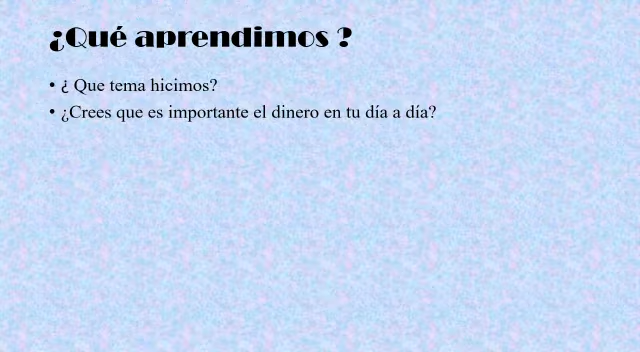 ¿Qué aprendimos ?
• ¿ Que tema hicimos?
• ¿Crees que es importante el dinero en tu día a día?